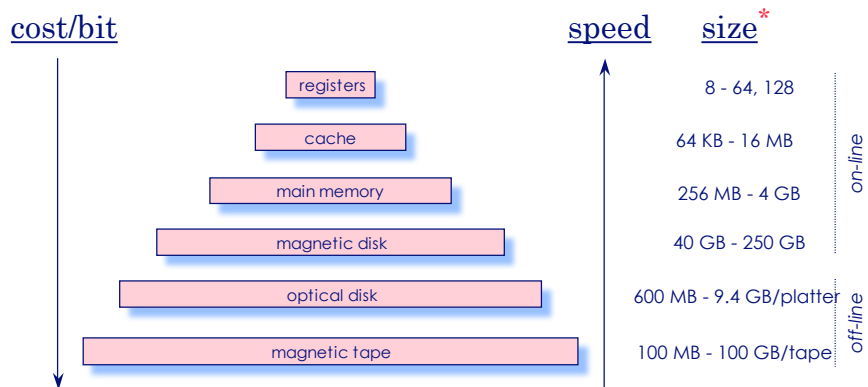 cost/bit speed size*
registers 8 - 64, 128
cache 64 KB - 16 MB
main memory 256 MB - 4 GB
magnetic disk 40 GB - 250 GB
on-line
optical disk 600 MB - 9.4 GB/platter
magnetic tape 100 MB - 100 GB/tape
off-line